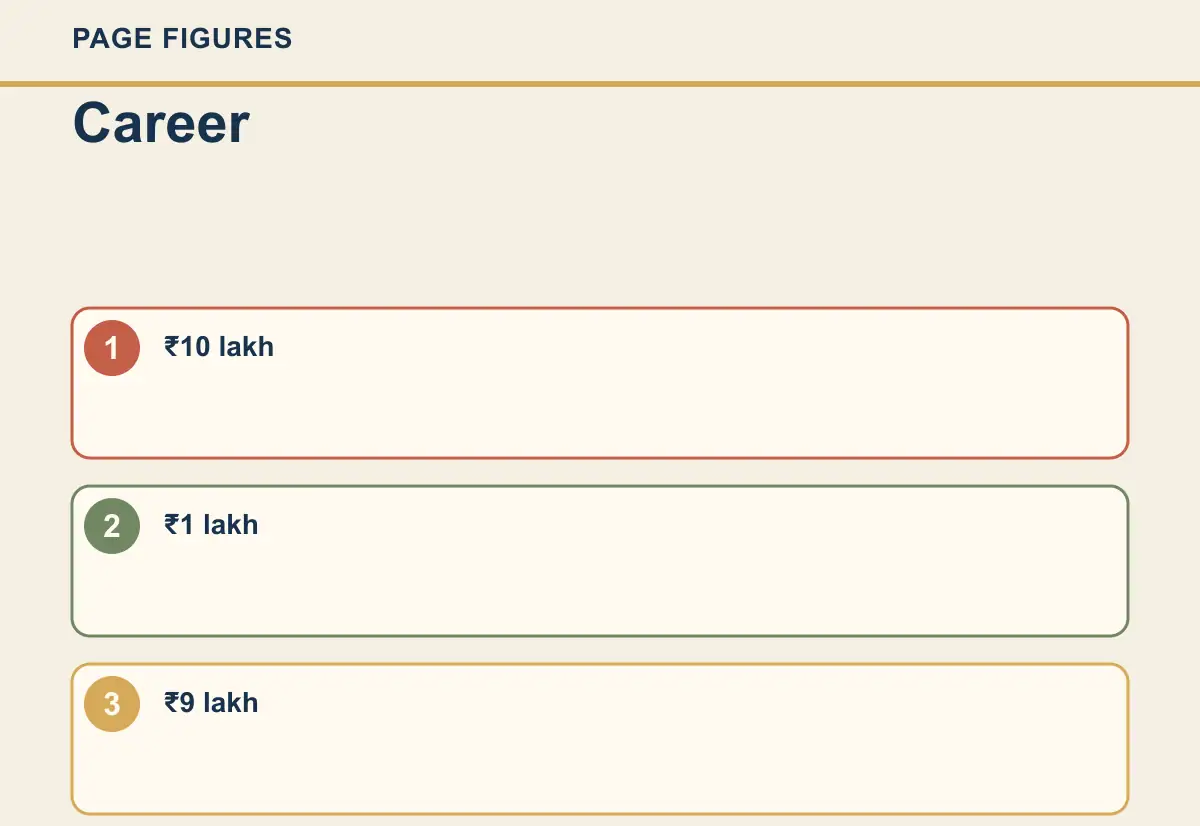 PAGE FIGURES
Career
1 ₹10 lakh
2 ₹1 lakh
3 ₹9 lakh